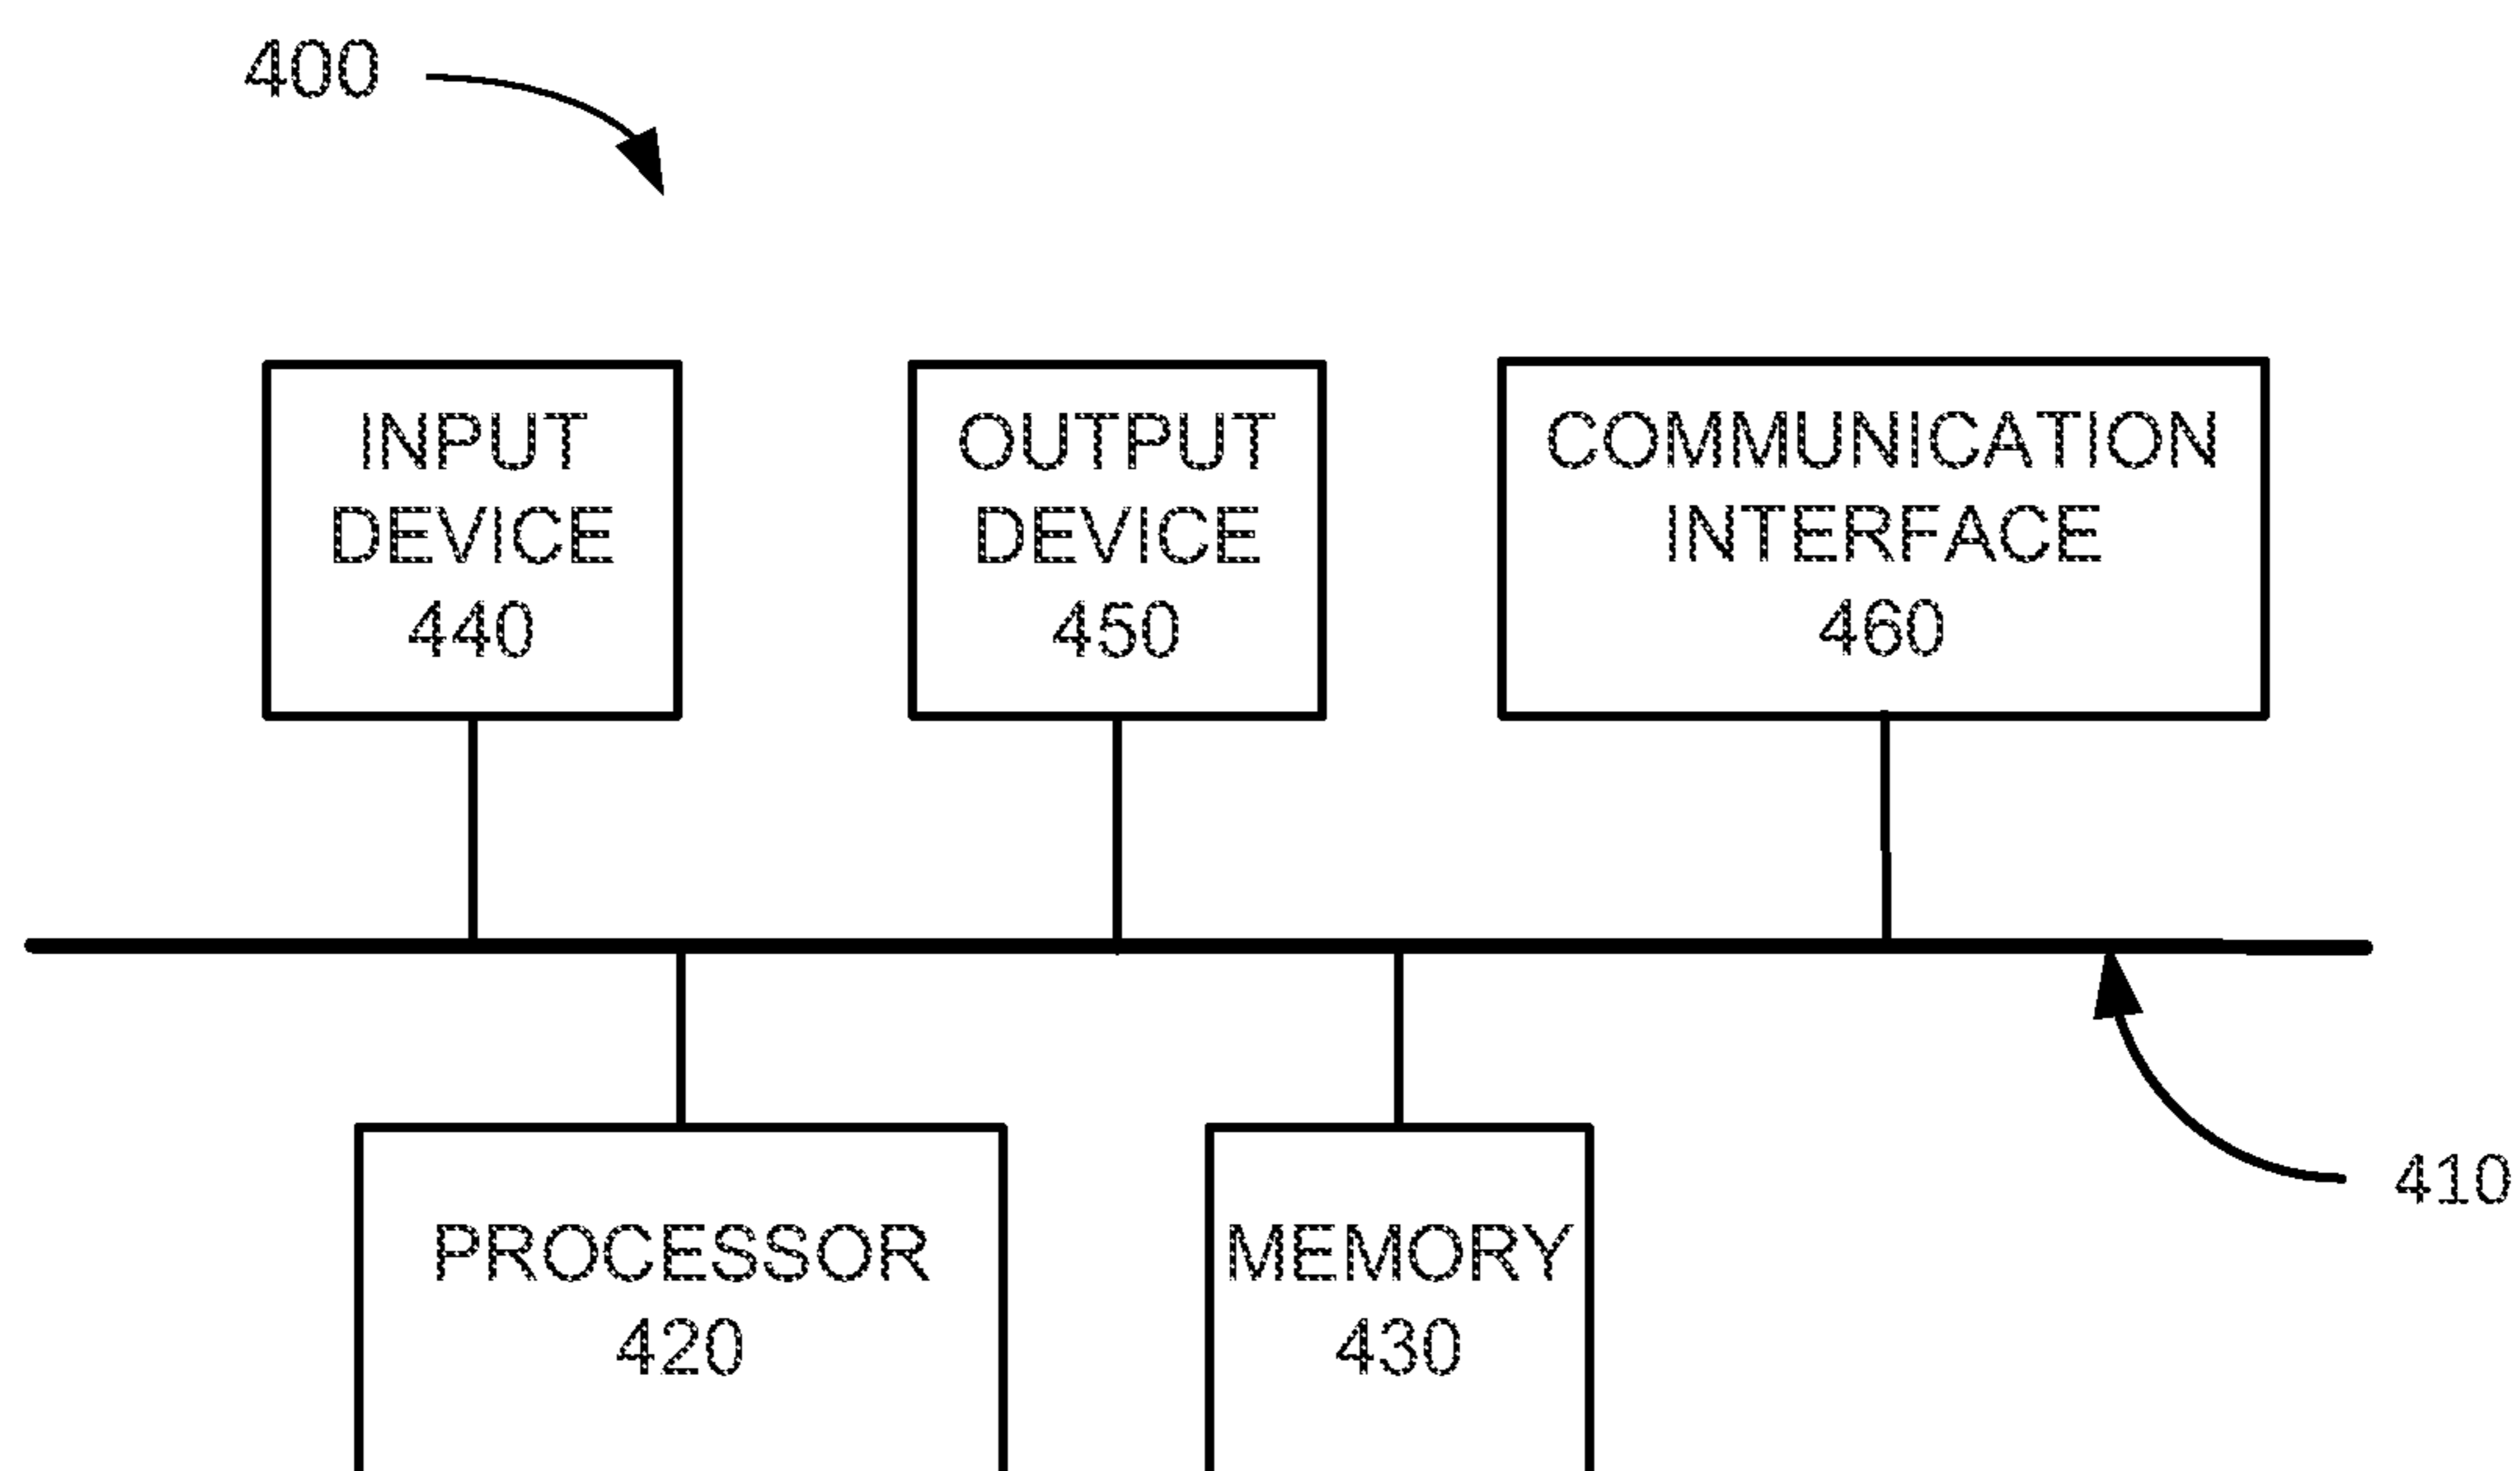 400
INPUT
DEVICE
440
OUTPUT
DEVICE
450
COMMUNICATION
INTERFACE
460
410
PROCESSOR
420
MEMORY
430